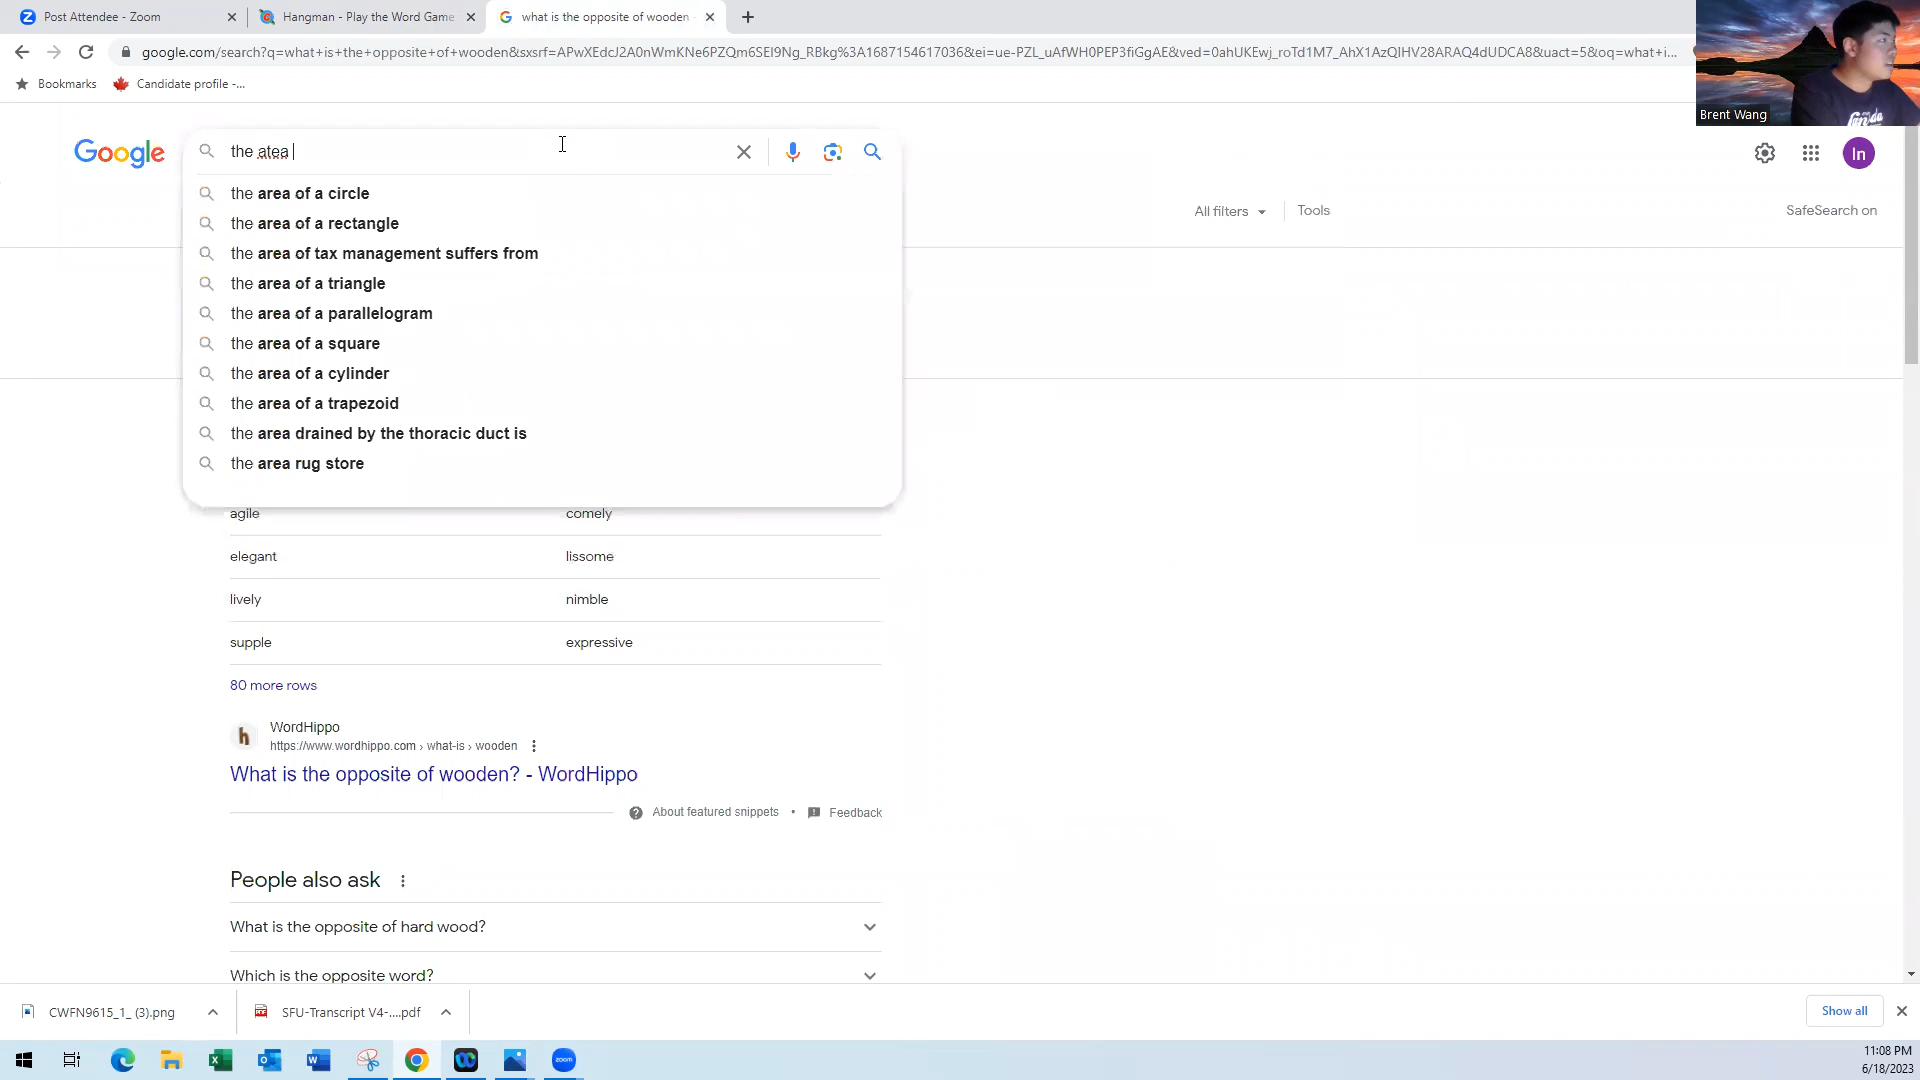 Post Attendee - Zoom
Hangman - Play the Word Game
what is the opposite of wooden
google.com/search?q=what+is+the+opposite+of+wooden&sxsrf=APwXEdcJ2A0nWmKNe6PZQm6SEI9Ng_RBkg%3A1687154617036&ei=ue-PZL_uAfWH0PEP3fiGgAE&ved=0ahUKEwj_roTd1M7_AhX1AzQIHV28ARAQ4dUDCA8&uact=5&oq=what+i...
Bookmarks
Candidate profile -...
Brent Wang
Google
the atea
In
the area of a circle
the area of a rectangle
All filters
Tools
SafeSearch on
the area of tax management suffers from
the area of a triangle
the area of a parallelogram
the area of a square
the area of a cylinder
the area of a trapezoid
the area drained by the thoracic duct is
the area rug store
agile comely
elegant lissome
lively nimble
supple expressive
80 more rows
WordHippo
https://www.wordhippo.com › what-is › wooden
What is the opposite of wooden? - WordHippo
About featured snippets • Feedback
People also ask
What is the opposite of hard wood?
Which is the opposite word?
CWFN9615_1_ (3).png
SFU-Transcript V4-....pdf
Show all
zoom
11:08 PM
6/18/2023